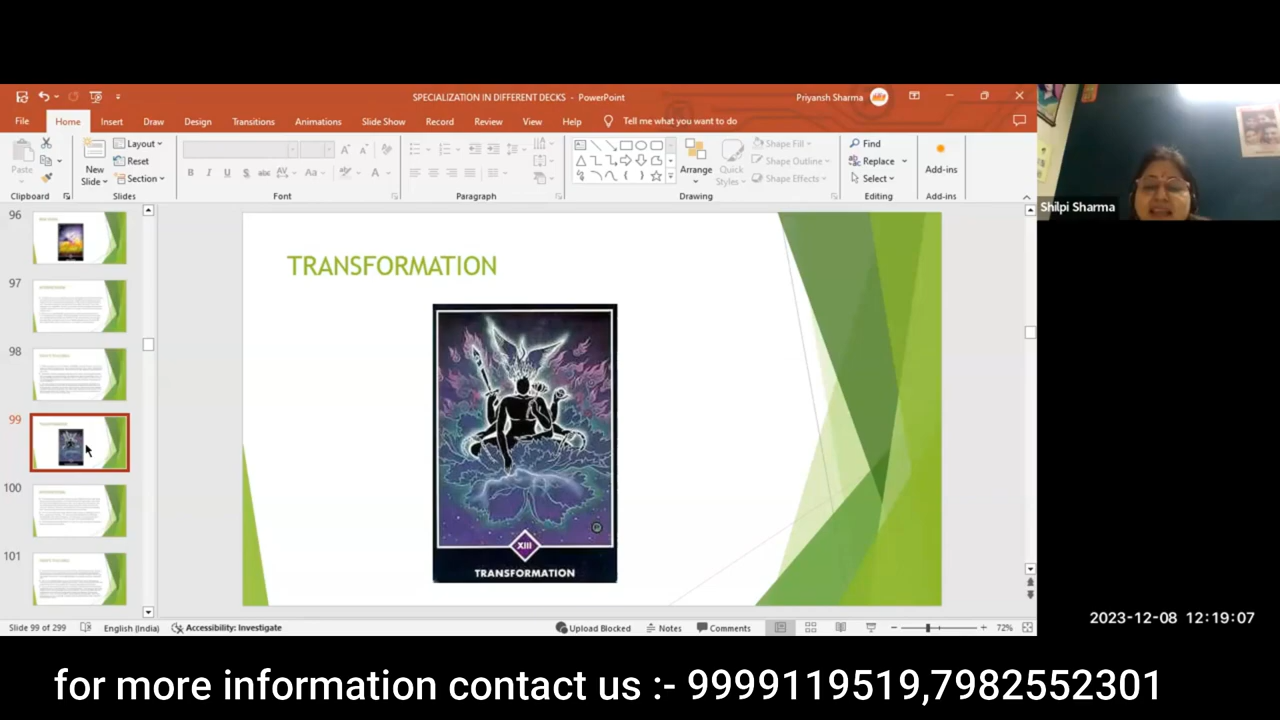 SPECIALIZATION IN DIFFERENT DECKS - PowerPoint
Priyansh Sharma
File Home Insert Draw Design Transitions Animations Slide Show Record Review View Help Tell me what you want to do
Paste
New
Slide
Layout
Reset
Section
B I U S abc AV Aa A
Arrange
Quick
Styles
Shape Fill
Shape Outline
Shape Effects
Find
Replace
Select
Add-ins
Clipboard Slides Font Paragraph Drawing Editing Add-ins
Shilpi Sharma
96
97
98
99
100
101
TRANSFORMATION
XIII
TRANSFORMATION
Slide 99 of 299 English (India) Accessibility: Investigate Upload Blocked Notes Comments 72%
2023-12-08 12:19:07
for more information contact us :- 9999119519,7982552301